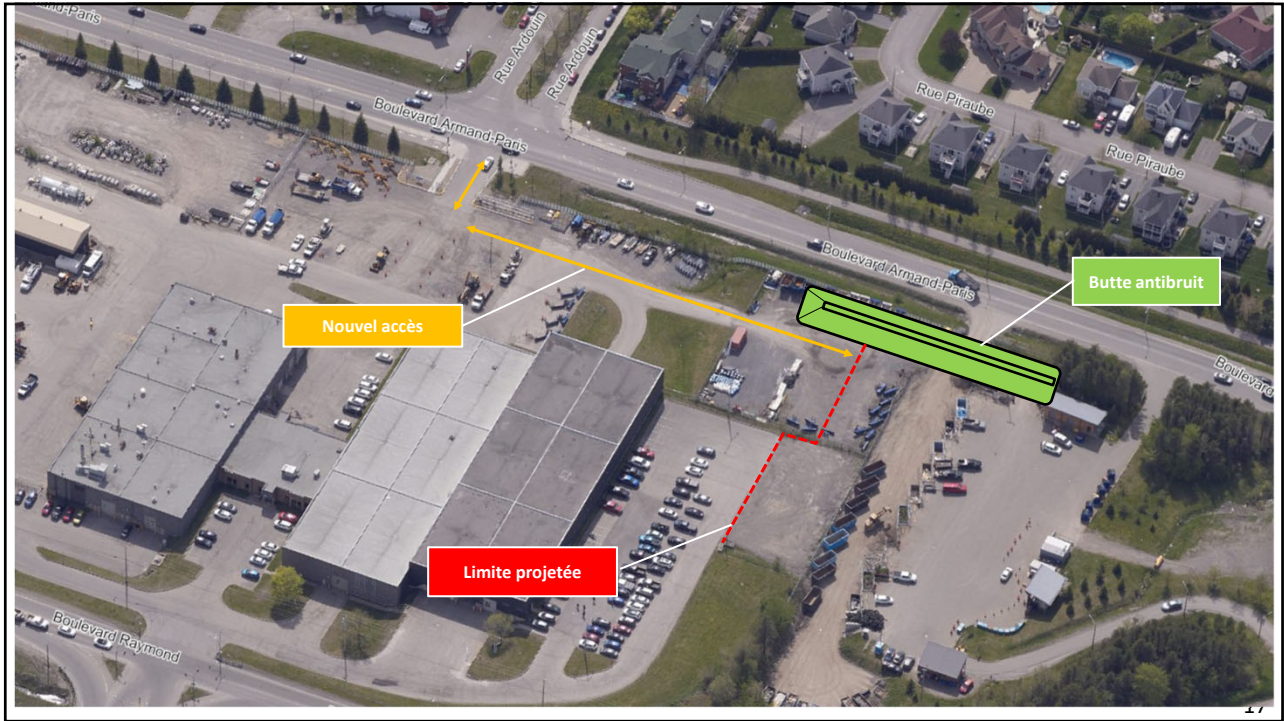 Rue Ardouin
Rue Ardouin
Boulevard Armand-Paris
Rue Piraube
Rue Piraube
Boulevard Armand-Paris
Butte antibruit
Nouvel accès
Boulevard
Limite projetée
Boulevard Raymond
17